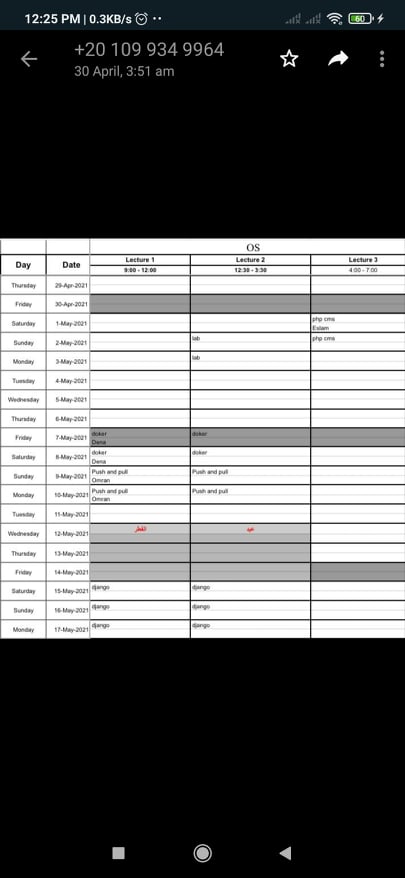 12:25 PM | 0.3KB/s
60
+20 109 934 9964
30 April, 3:51 am
OS
Day Date Lecture 1 Lecture 2 Lecture 3
9:00 - 12:00 12:30 - 3:30 4:00 - 7:00
Thursday 29-Apr-2021
Friday 30-Apr-2021
Saturday 1-May-2021 php cms
Eslam
Sunday 2-May-2021 lab php cms
Monday 3-May-2021 lab
Tuesday 4-May-2021
Wednesday 5-May-2021
Thursday 6-May-2021
Friday 7-May-2021 doker doker
Dena
Saturday 8-May-2021 doker doker
Dena
Sunday 9-May-2021 Push and pull Push and pull
Omran
Monday 10-May-2021 Push and pull Push and pull
Omran
Tuesday 11-May-2021
Wednesday 12-May-2021 الفطر عيد
Thursday 13-May-2021
Friday 14-May-2021
Saturday 15-May-2021 django django
Sunday 16-May-2021 django django
Monday 17-May-2021 django django